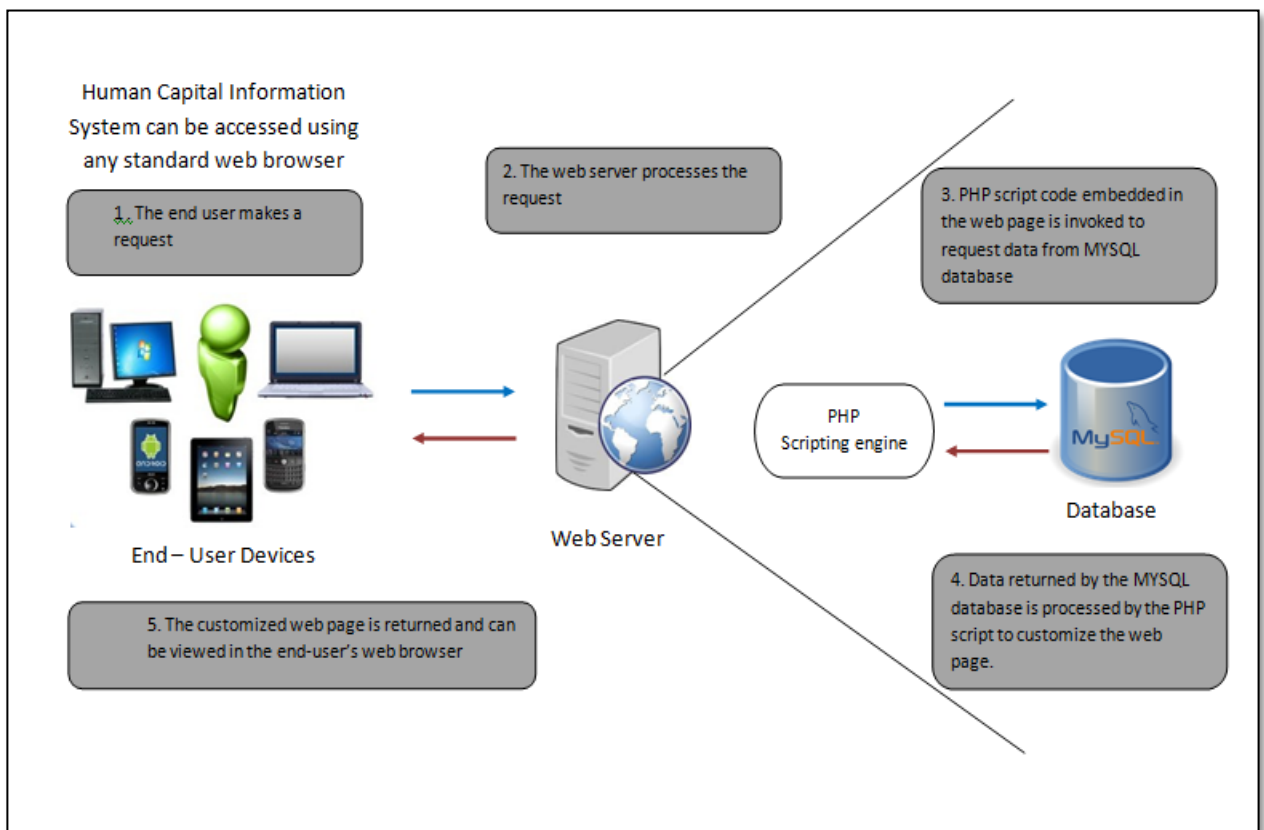 Human Capital Information
System can be accessed using
any standard web browser
1. The end user makes a
request
2. The web server processes the
request
3. PHP script code embedded in
the web page is invoked to
request data from MYSQL
database
ANDROID
PHP
Scripting engine
MySQL
Database
Web Server
End – User Devices
4. Data returned by the MYSQL
database is processed by the PHP
script to customize the web
page.
5. The customized web page is returned and can
be viewed in the end-user's web browser